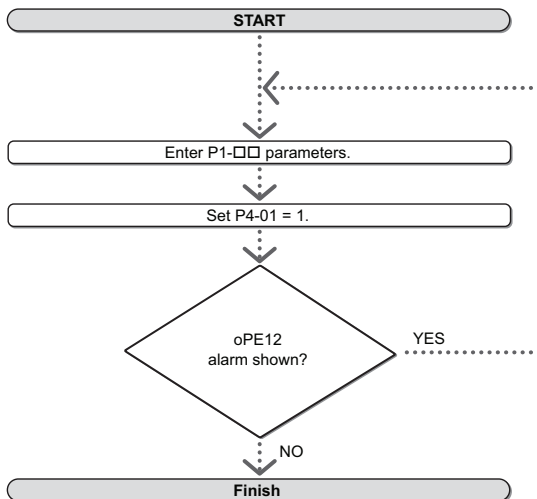 START
Enter P1-□□ parameters.
Set P4-01 = 1.
oPE12
alarm shown?
YES
NO
Finish